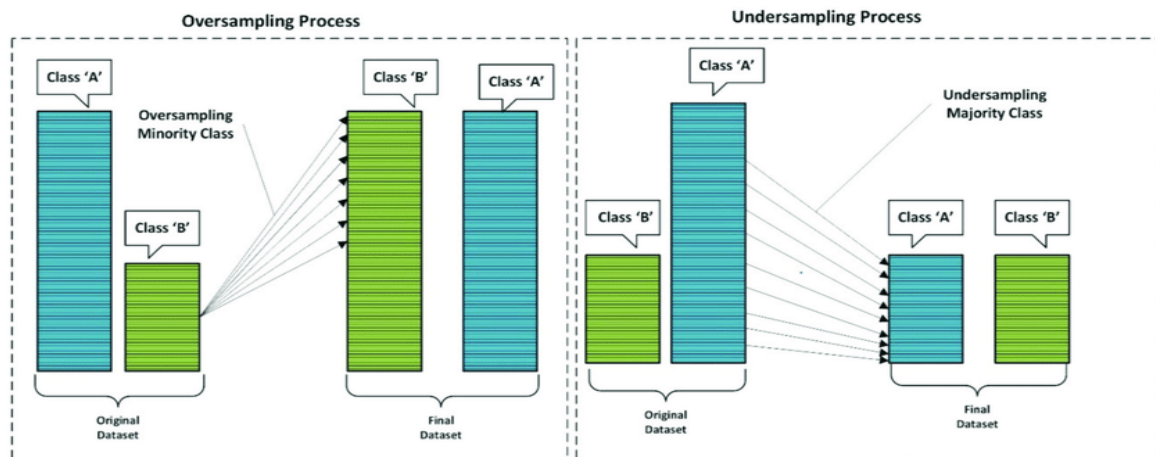 Oversampling Process
Class ‘A’
Class ‘B’
Oversampling
Minority Class
Class ‘B’
Class ‘A’
Original
Dataset
Final
Dataset
Undersampling Process
Class ‘B’
Class ‘A’
Undersampling
Majority Class
Class ‘A’
Class ‘B’
Original
Dataset
Final
Dataset